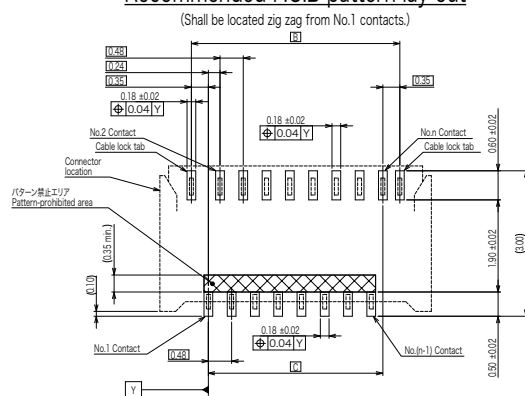 (Shall be located zig zag from No.1 contacts.)
B
0.48
0.24
0.35
0.35
0.18 ±0.02
⌖ 0.04 Y
0.18 ±0.02
⌖ 0.04 Y
No.2 Contact
Cable lock tab
No.n Contact
Cable lock tab
Connector
location
パターン禁止エリア
Pattern-prohibited area
0.60 ±0.02
1.90 ±0.02
(3.00)
0.50 ±0.02
(0.35 min.)
(0.10)
No.1 Contact
0.48
0.18 ±0.02
⌖ 0.04 Y
No.(n-1) Contact
C
Y